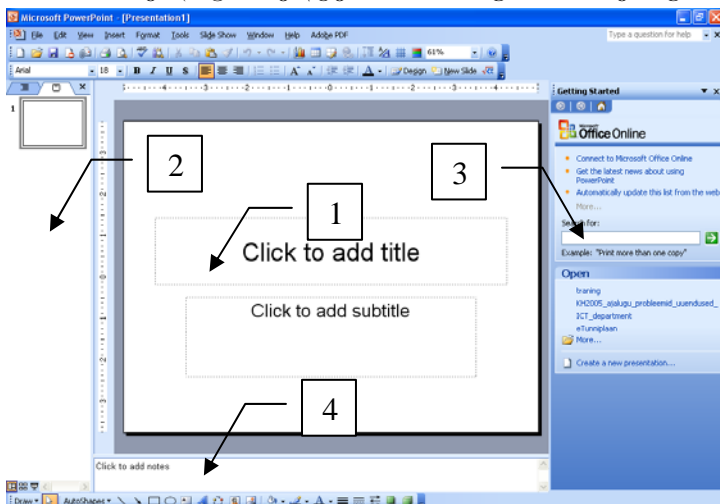 Microsoft PowerPoint - [Presentation1]
File Edit View Insert Format Tools Slide Show Window Help Adobe PDF Type a question for help
61%
Arial 18 B I U S A A A Design New Slide
Getting Started
1
Microsoft
Office Online
Connect to Microsoft Office Online
Get the latest news about using
PowerPoint
Automatically update this list from the web
More...
Search for:
Example: "Print more than one copy"
Open
traning
KH2005_ajalugu_probleemid_uuendused_
ICT_department
eTunniplaan
More...
Create a new presentation...
2
3
1
Click to add title
Click to add subtitle
4
Click to add notes
Draw AutoShapes